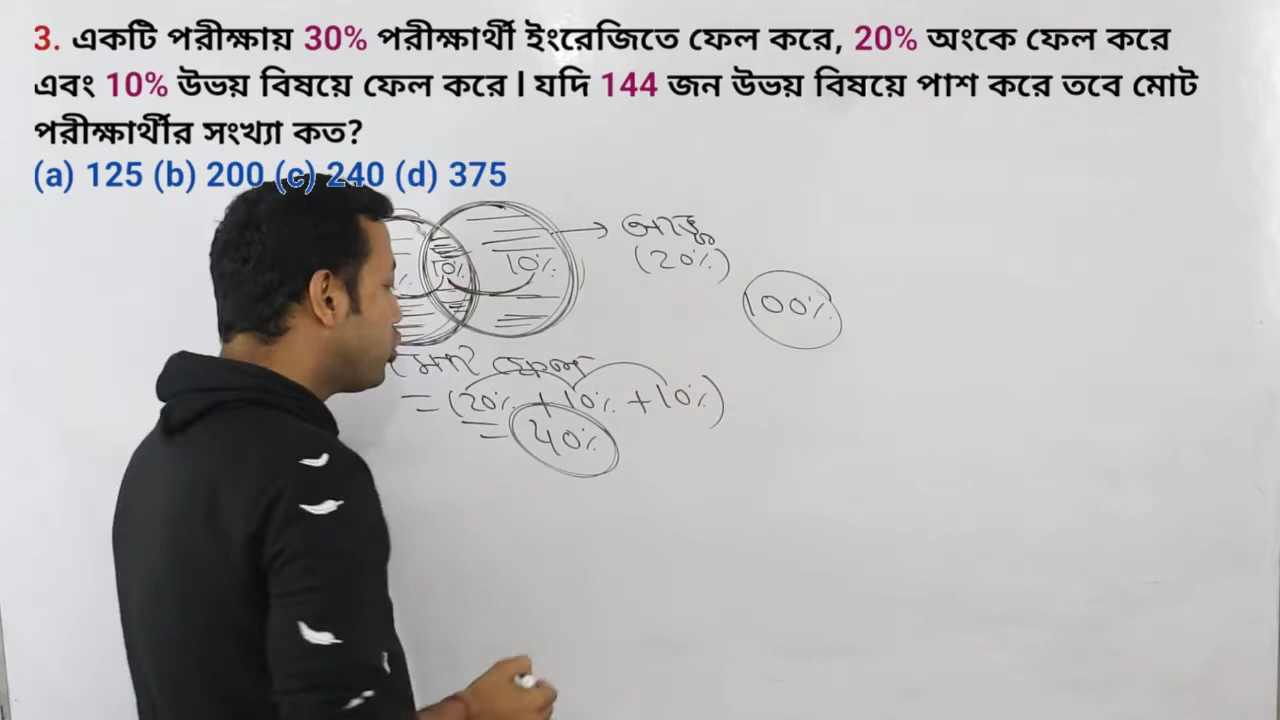 3. একটি পরীক্ষায় 30% পরীক্ষার্থী ইংরেজিতে ফেল করে, 20% অংকে ফেল করে
এবং 10% উভয় বিষয়ে ফেল করে। যদি 144 জন উভয় বিষয়ে পাশ করে তবে মোট
পরীক্ষার্থীর সংখ্যা কত?
(a) 125 (b) 200 (c) 240 (d) 375
(20%)
10% 10%
100%
ফেল
= (20% + 10% + 10%)
= 40%